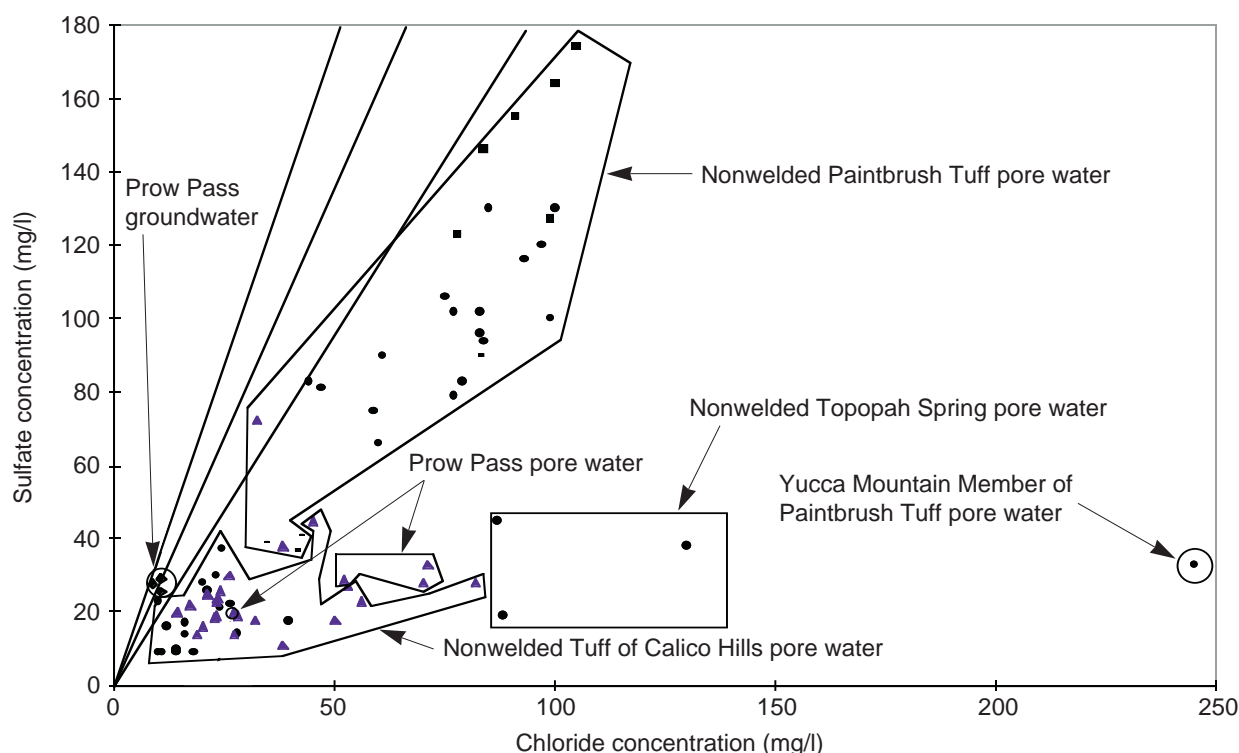 180
160
140
120
100
80
60
40
20
0
Sulfate concentration (mg/l)
Prow Pass
groundwater
Nonwelded Paintbrush Tuff pore water
Nonwelded Topopah Spring pore water
Prow Pass pore water
Yucca Mountain Member of
Paintbrush Tuff pore water
Nonwelded Tuff of Calico Hills pore water
0 50 100 150 200 250
Chloride concentration (mg/l)